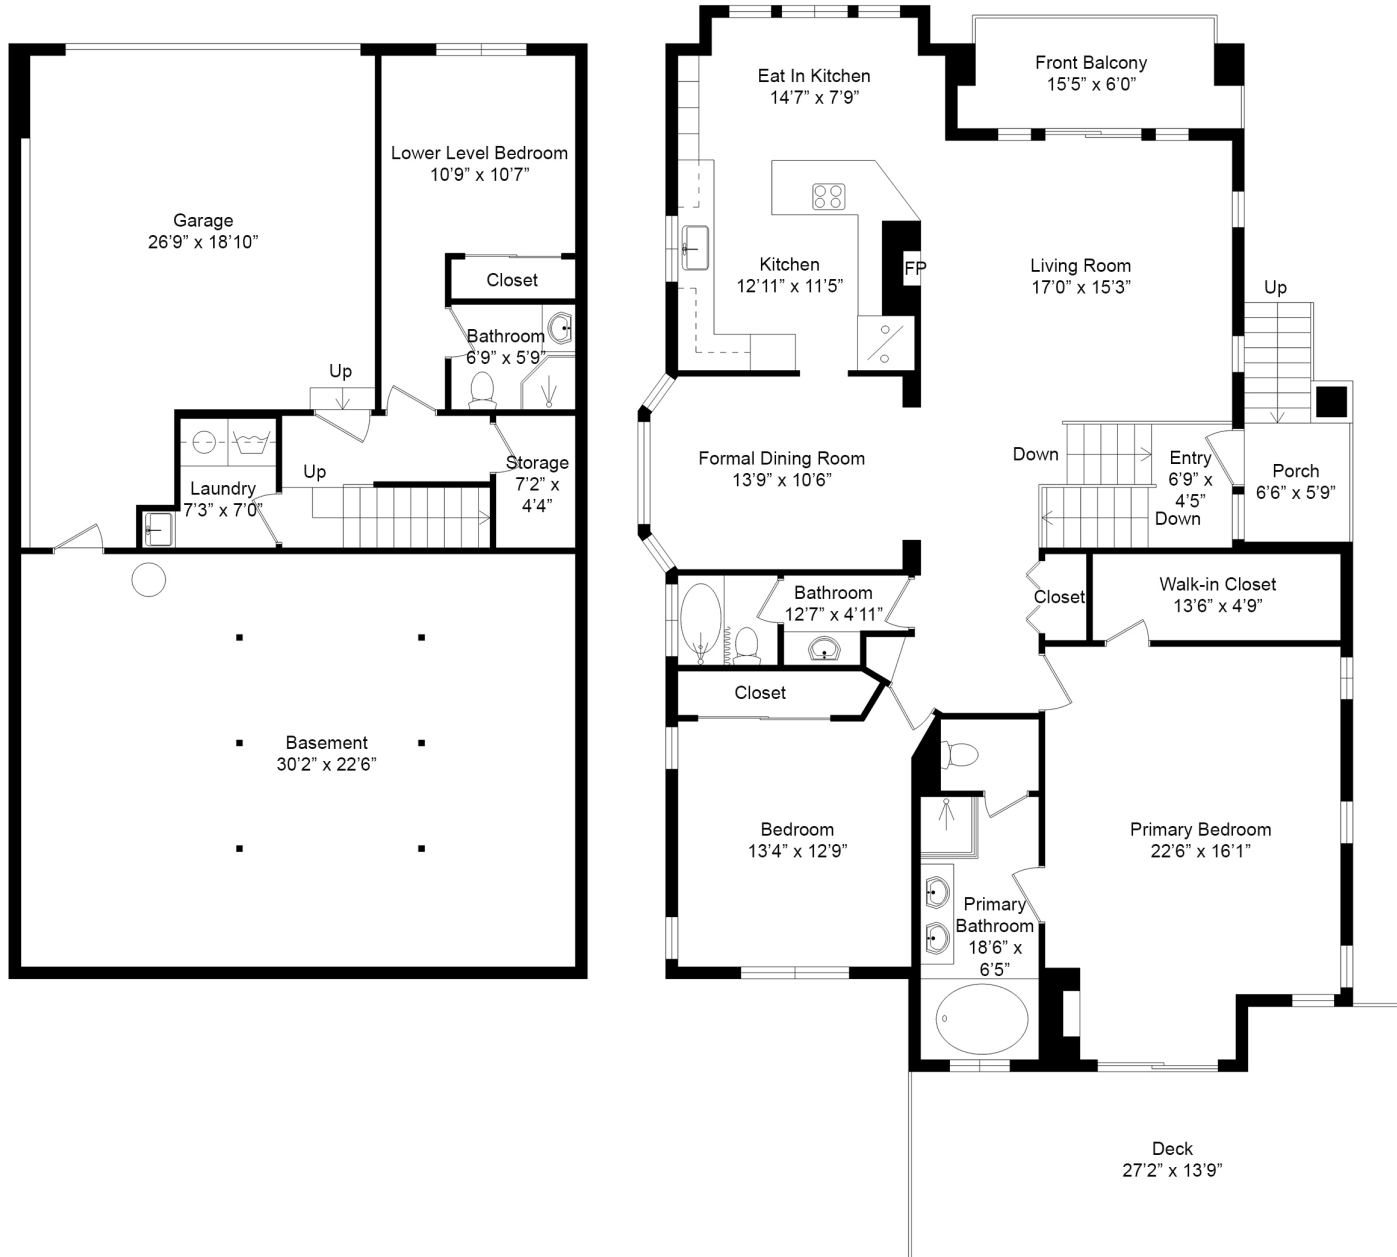 Garage
26’9” x 18’10”
Lower Level Bedroom
10’9” x 10’7”
Closet
Bathroom
6’9” x 5’9”
Up
Up
Storage
7’2” x
4’4”
Laundry
7’3” x 7’0”
Basement
30’2” x 22’6”
Eat In Kitchen
14’7” x 7’9”
Front Balcony
15’5” x 6’0”
Kitchen
12’11” x 11’5”
FP
Living Room
17’0” x 15’3”
Up
Formal Dining Room
13’9” x 10’6”
Down
Entry
6’9” x
4’5”
Down
Porch
6’6” x 5’9”
Bathroom
12’7” x 4’11”
Closet
Walk-in Closet
13’6” x 4’9”
Closet
Bedroom
13’4” x 12’9”
Primary Bedroom
22’6” x 16’1”
Primary
Bathroom
18’6” x
6’5”
Deck
27’2” x 13’9”